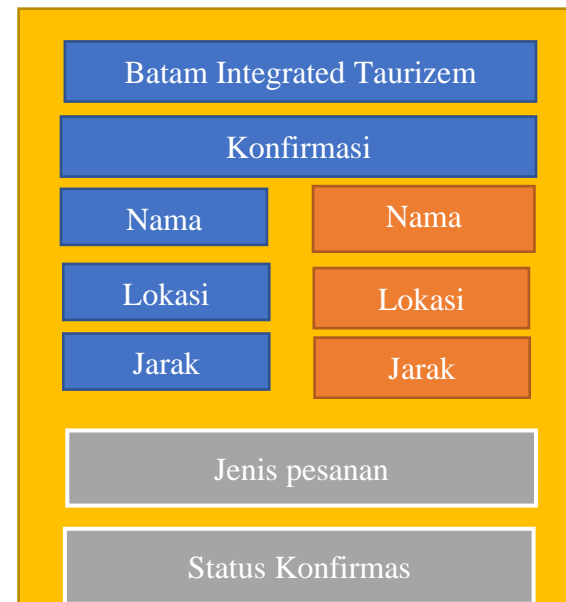 Batam Integrated Taurizem
Konfirmasi
Nama
Nama
Lokasi
Lokasi
Jarak
Jarak
Jenis pesanan
Status Konfirmas